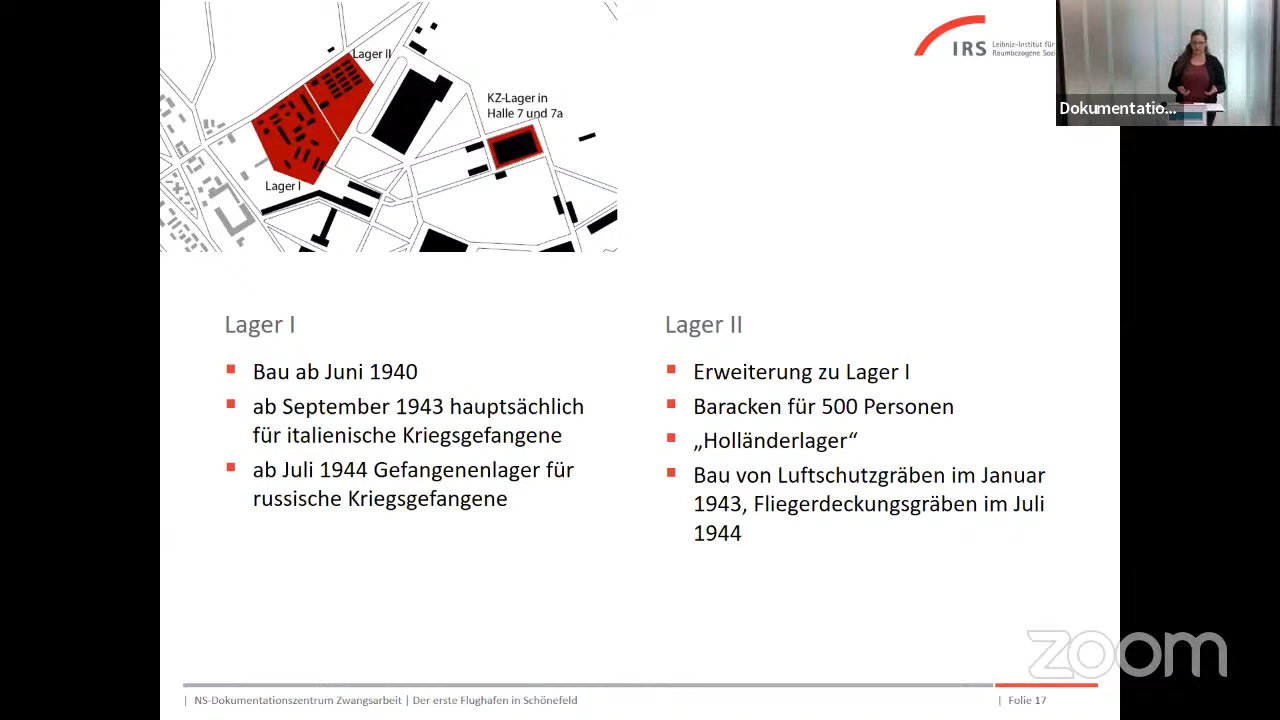 Lager II
KZ-Lager in
Halle 7 und 7a
Lager I
IRS
Leibniz-Institut für
Raumbezogene Sozi
Dokumentatio...
Lager I
Bau ab Juni 1940
ab September 1943 hauptsächlich
für italienische Kriegsgefangene
ab Juli 1944 Gefangenenlager für
russische Kriegsgefangene
Lager II
Erweiterung zu Lager I
Baracken für 500 Personen
„Holländerlager“
Bau von Luftschutzgräben im Januar
1943, Fliegerdeckungsgräben im Juli
1944
zoom
| NS-Dokumentationszentrum Zwangsarbeit | Der erste Flughafen in Schönefeld
| Folie 17